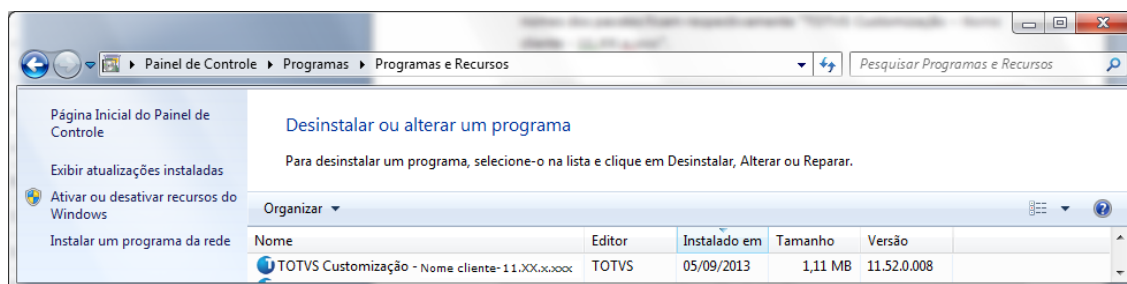 Painel de Controle ▸ Programas ▸ Programas e Recursos
Pesquisar Programas e Recursos
Página Inicial do Painel de
Controle
Exibir atualizações instaladas
Ativar ou desativar recursos do
Windows
Instalar um programa da rede
Desinstalar ou alterar um programa
Para desinstalar um programa, selecione-o na lista e clique em Desinstalar, Alterar ou Reparar.
Organizar
Nome Editor Instalado em Tamanho Versão
TOTVS Customização - Nome cliente-11.XX.x.xxx TOTVS 05/09/2013 1,11 MB 11.52.0.008